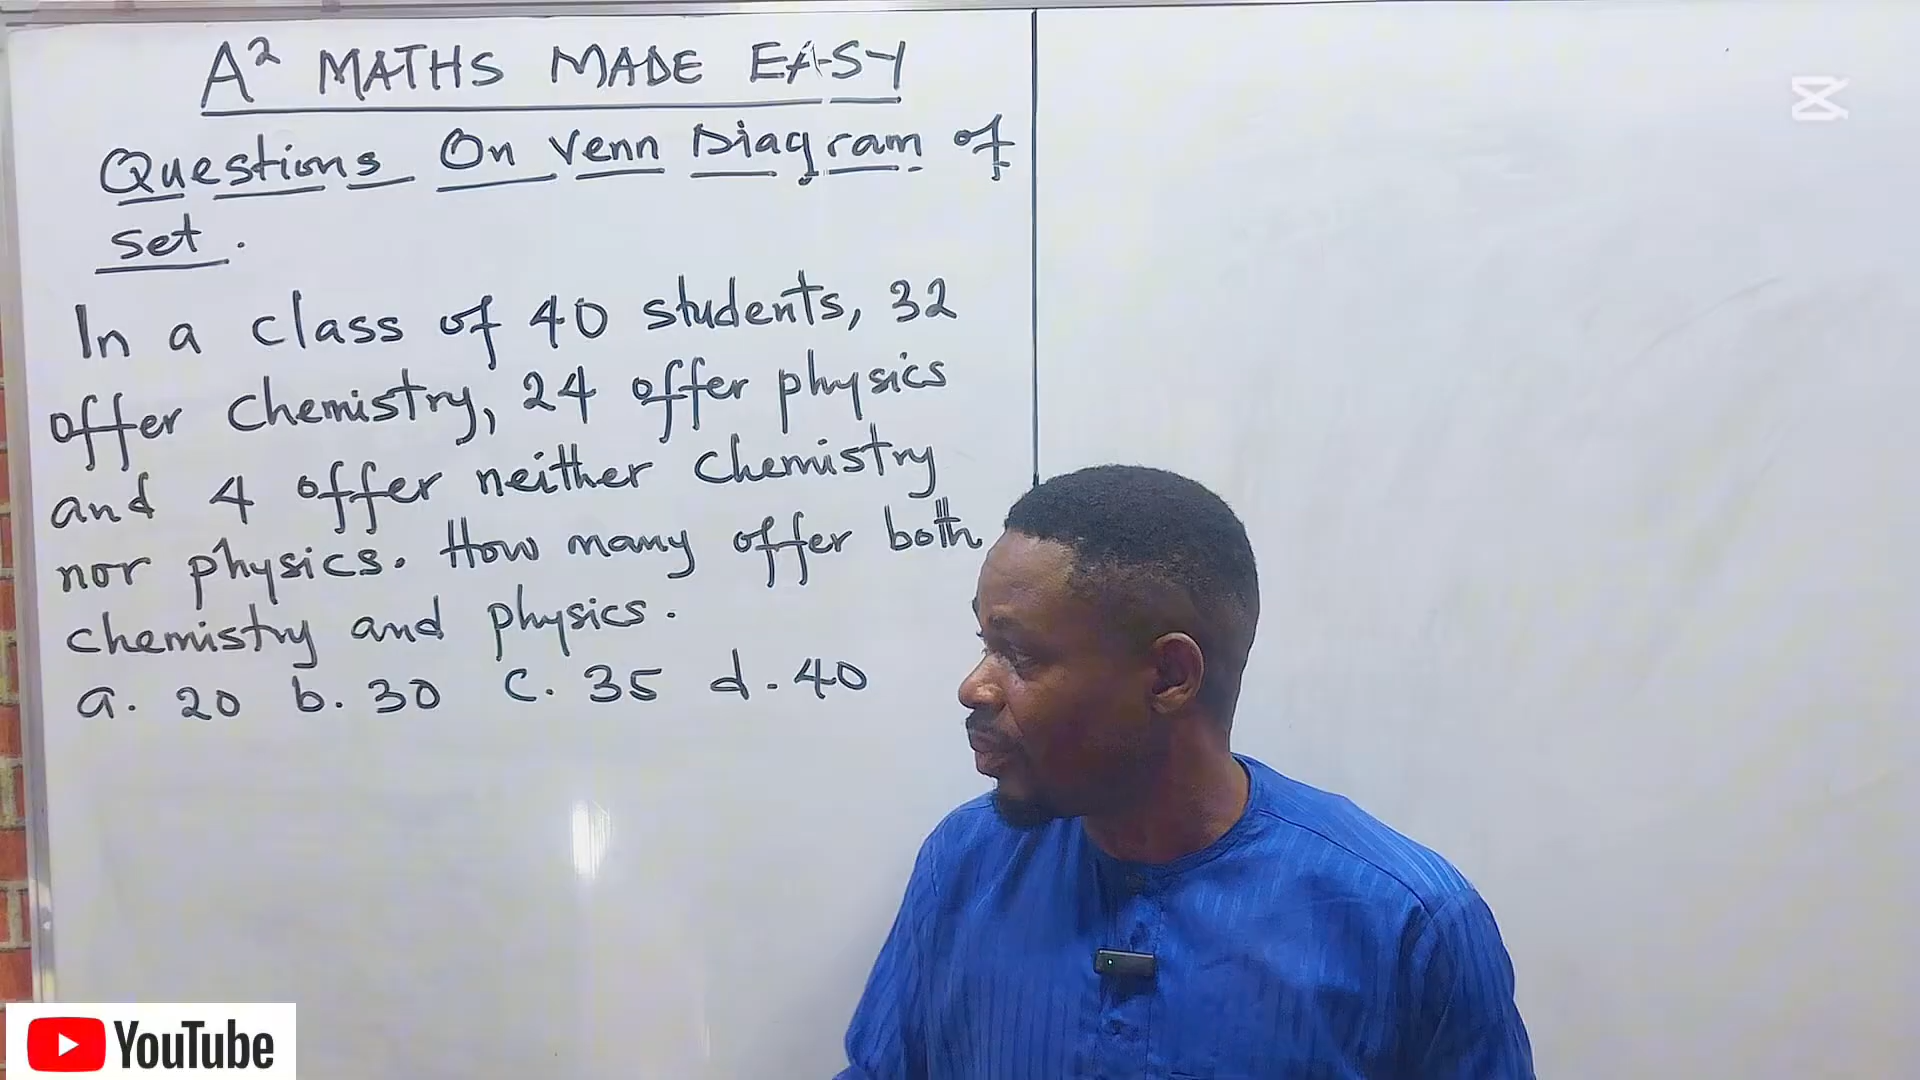 A² MATHS MADE EASY
Questions On Venn Diagram of
set.
In a class of 40 students, 32
offer chemistry, 24 offer physics
and 4 offer neither chemistry
nor physics. How many offer both
chemistry and physics.
a. 20 b. 30 c. 35 d. 40
YouTube